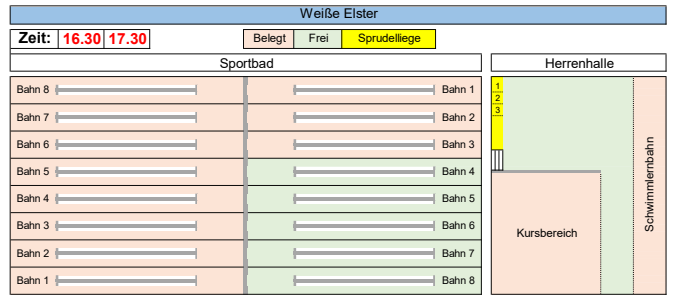 Weiße Elster
Zeit: 16.30 17.30
Belegt Frei Sprudelliege
Sportbad
Herrenhalle
Bahn 8 Bahn 1
Bahn 7 Bahn 2
Bahn 6 Bahn 3
Bahn 5 Bahn 4
Bahn 4 Bahn 5
Bahn 3 Bahn 6
Bahn 2 Bahn 7
Bahn 1 Bahn 8
1
2
3
Kursbereich
Schwimmlernbahn